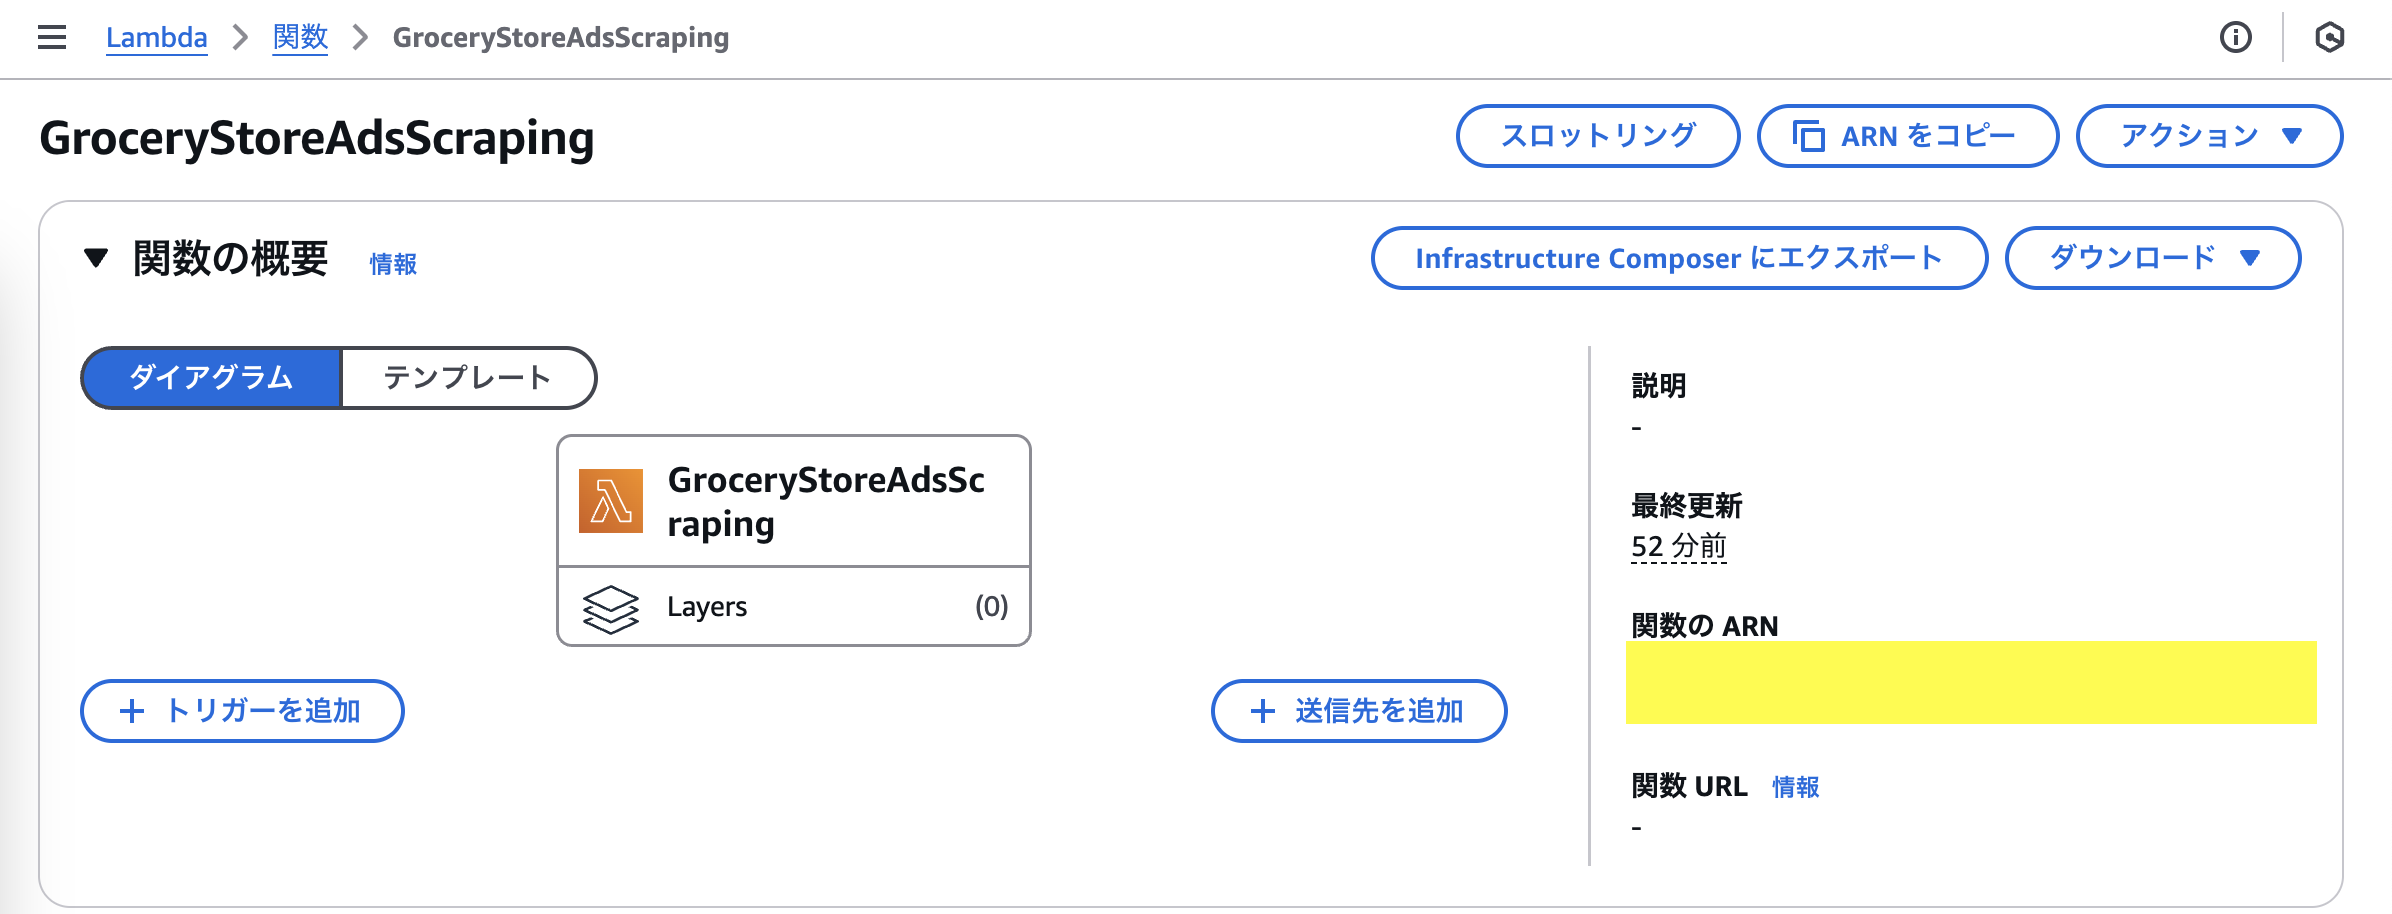 Lambda > 関数 > GroceryStoreAdsScraping
GroceryStoreAdsScraping
スロットリング
ARN をコピー
アクション
関数の概要 情報
Infrastructure Composer にエクスポート
ダウンロード
ダイアグラム
テンプレート
GroceryStoreAdsSc
raping
Layers (0)
+ トリガーを追加
+ 送信先を追加
説明
-
最終更新
52 分前
関数の ARN
関数 URL 情報
-